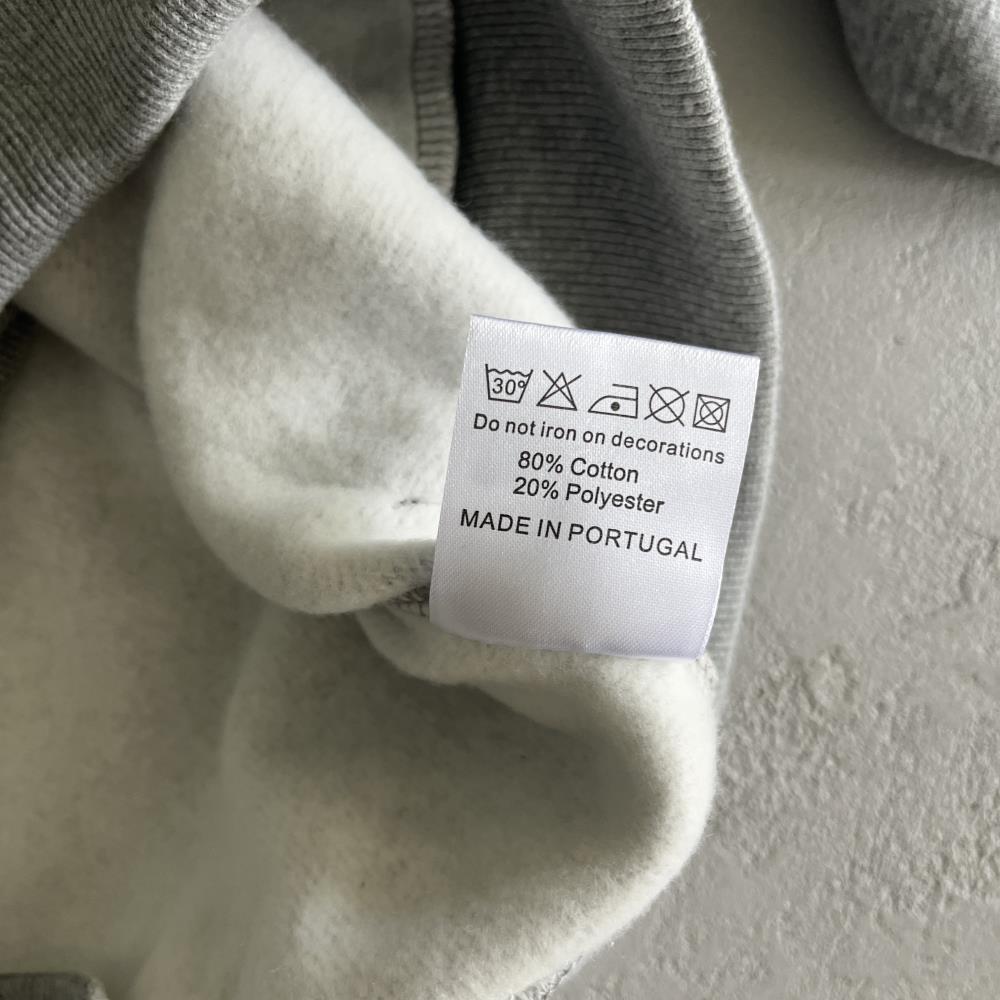 30°
Do not iron on decorations
80% Cotton
20% Polyester
MADE IN PORTUGAL